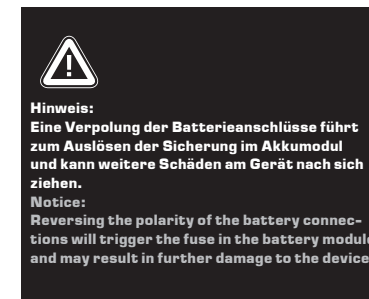 Hinweis:
Eine Verpolung der Batterieanschlüsse führt
zum Auslösen der Sicherung im Akkumodul
und kann weitere Schäden am Gerät nach sich
ziehen.
Notice:
Reversing the polarity of the battery connec-
tions will trigger the fuse in the battery module
and may result in further damage to the device